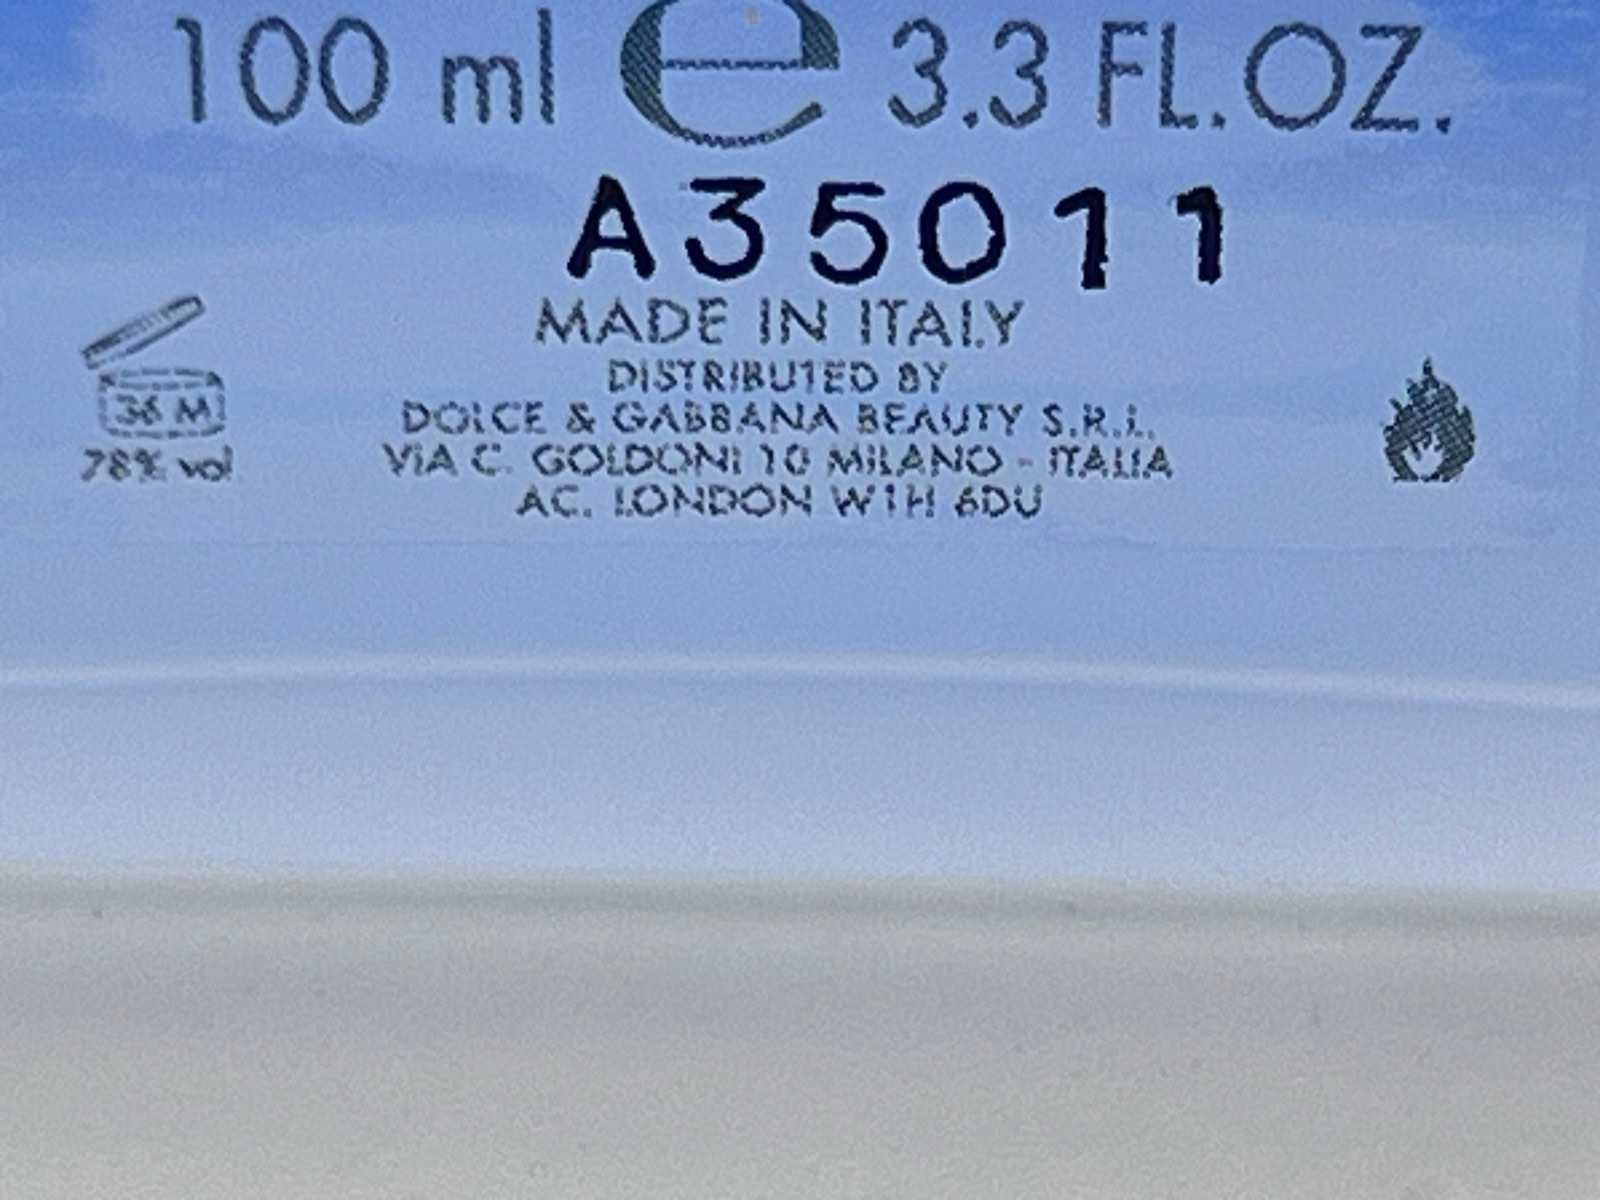 100 ml e 3.3 FL.OZ.
A35011
MADE IN ITALY
DISTRIBUTED BY
DOLCE & GABBANA BEAUTY S.R.L.
VIA C. GOLDONI 10 MILANO - ITALIA
AC. LONDON W1H 6DU
36 M
78% vol